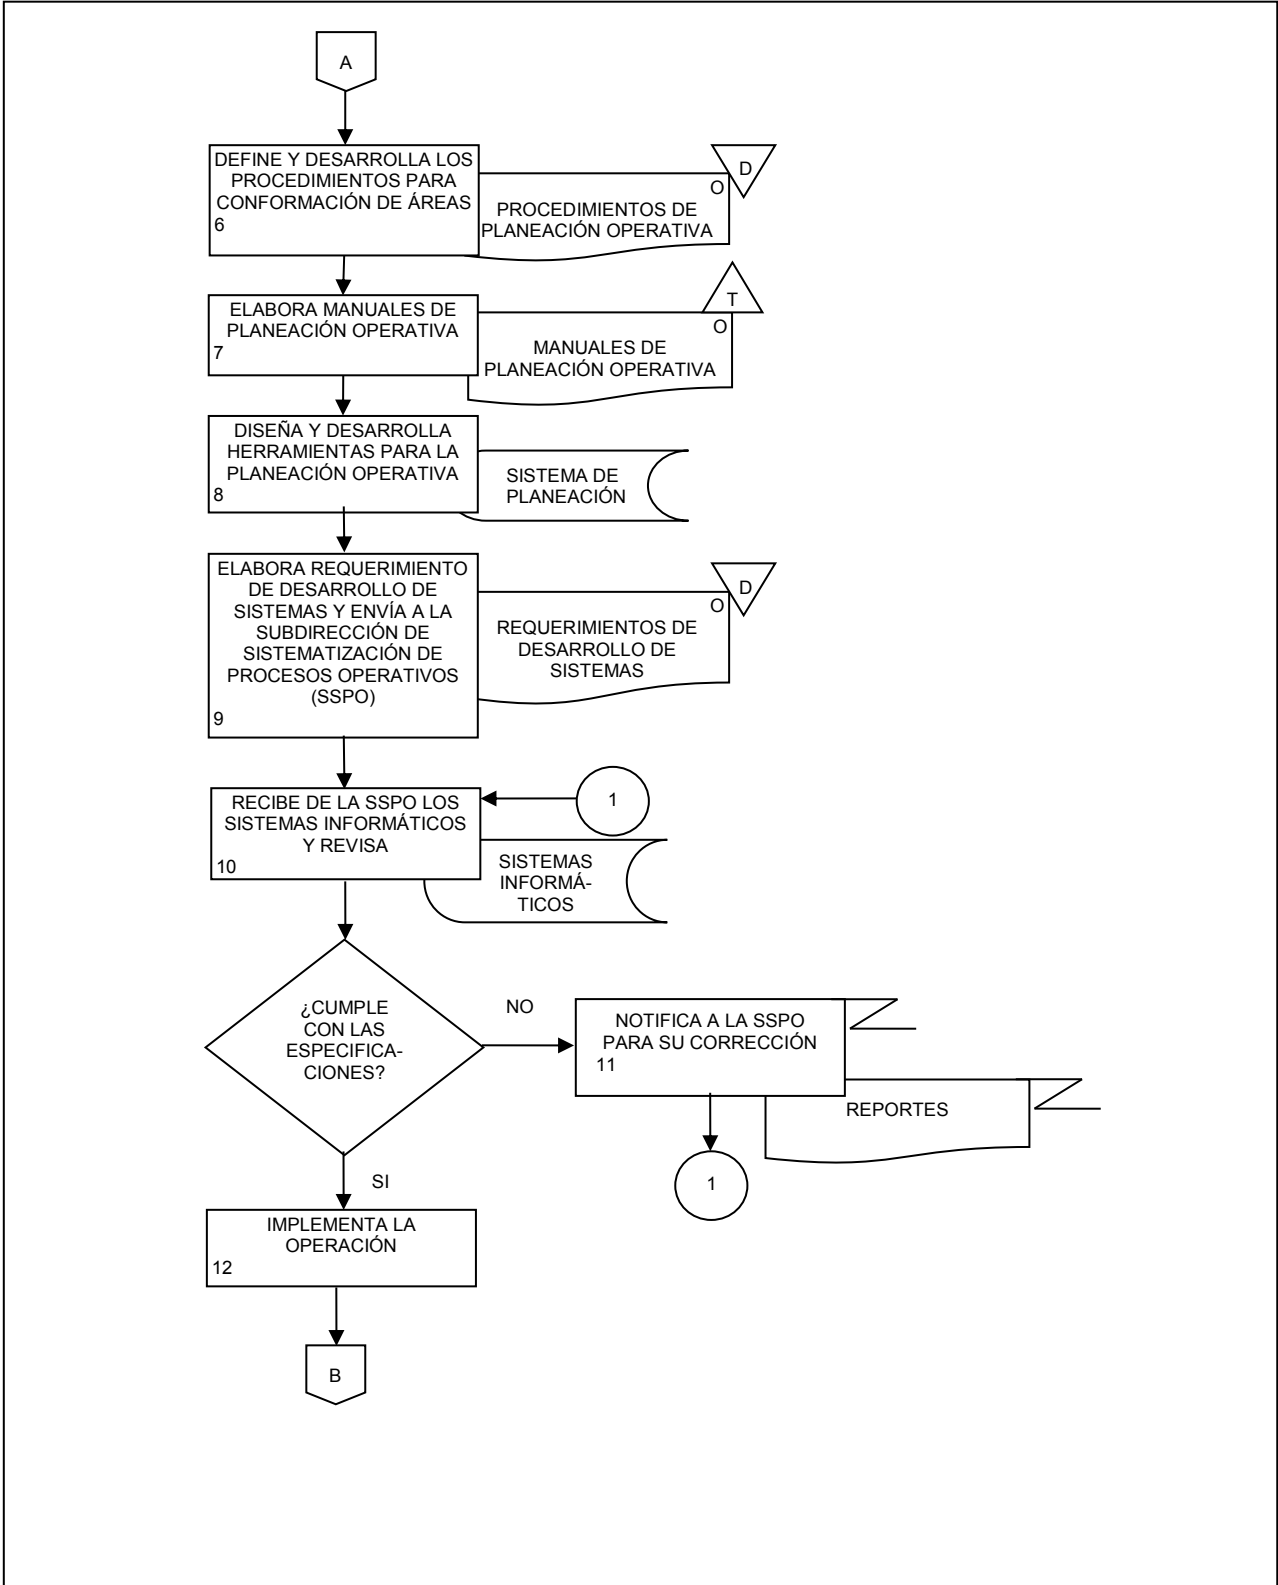 A
DEFINE Y DESARROLLA LOS
PROCEDIMIENTOS PARA
CONFORMACIÓN DE ÁREAS
6
D
O
PROCEDIMIENTOS DE
PLANEACIÓN OPERATIVA
ELABORA MANUALES DE
PLANEACIÓN OPERATIVA
7
T
O
MANUALES DE
PLANEACIÓN OPERATIVA
DISEÑA Y DESARROLLA
HERRAMIENTAS PARA LA
PLANEACIÓN OPERATIVA
8
SISTEMA DE
PLANEACIÓN
ELABORA REQUERIMIENTO
DE DESARROLLO DE
SISTEMAS Y ENVÍA A LA
SUBDIRECCIÓN DE
SISTEMATIZACIÓN DE
PROCESOS OPERATIVOS
(SSPO)
9
D
O
REQUERIMIENTOS DE
DESARROLLO DE
SISTEMAS
RECIBE DE LA SSPO LOS
SISTEMAS INFORMÁTICOS
Y REVISA
10
1
SISTEMAS
INFORMÁ-
TICOS
¿CUMPLE
CON LAS
ESPECIFICA-
CIONES?
NO
NOTIFICA A LA SSPO
PARA SU CORRECCIÓN
11
REPORTES
1
SI
IMPLEMENTA LA
OPERACIÓN
12
B